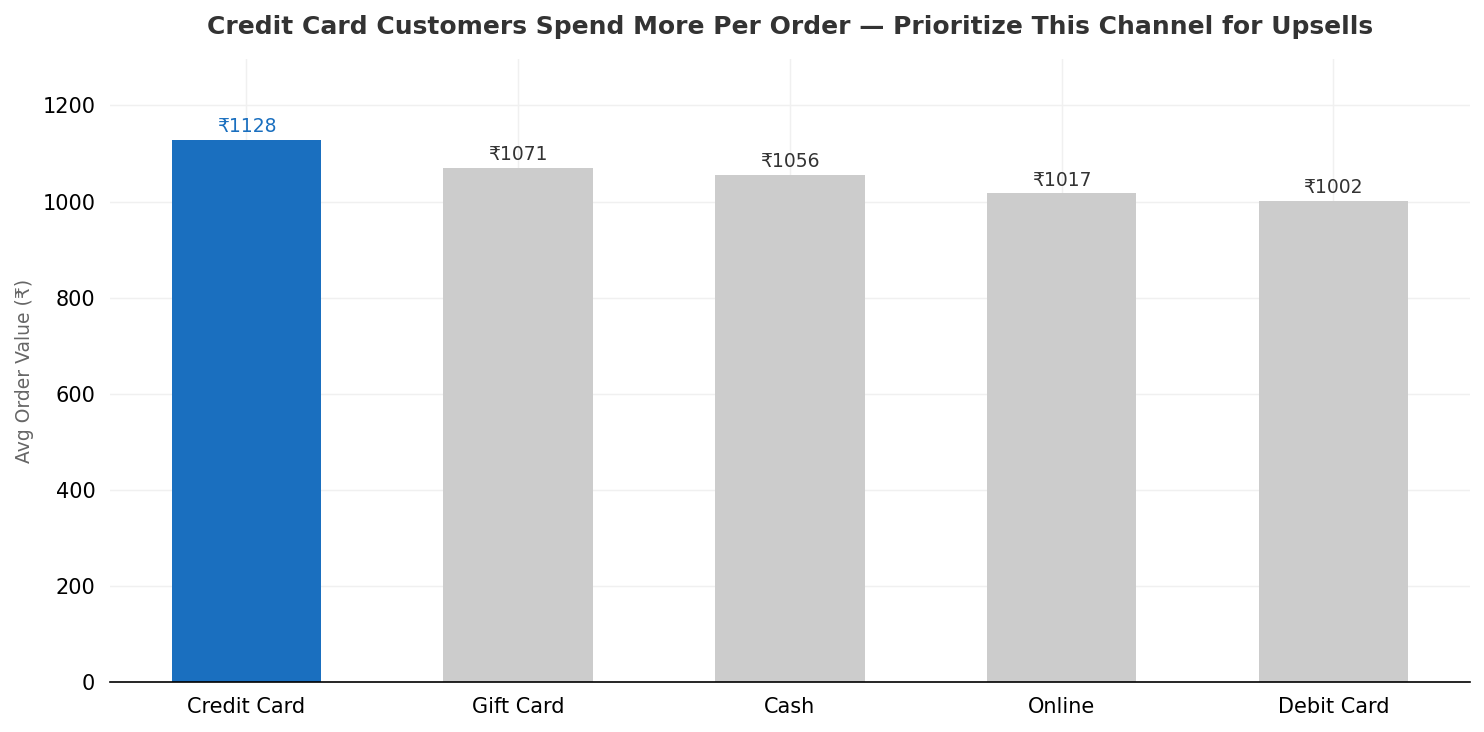 Credit Card Customers Spend More Per Order — Prioritize This Channel for Upsells
Avg Order Value (₹)
1200
1000
800
600
400
200
0
₹1128
₹1071
₹1056
₹1017
₹1002
Credit Card
Gift Card
Cash
Online
Debit Card